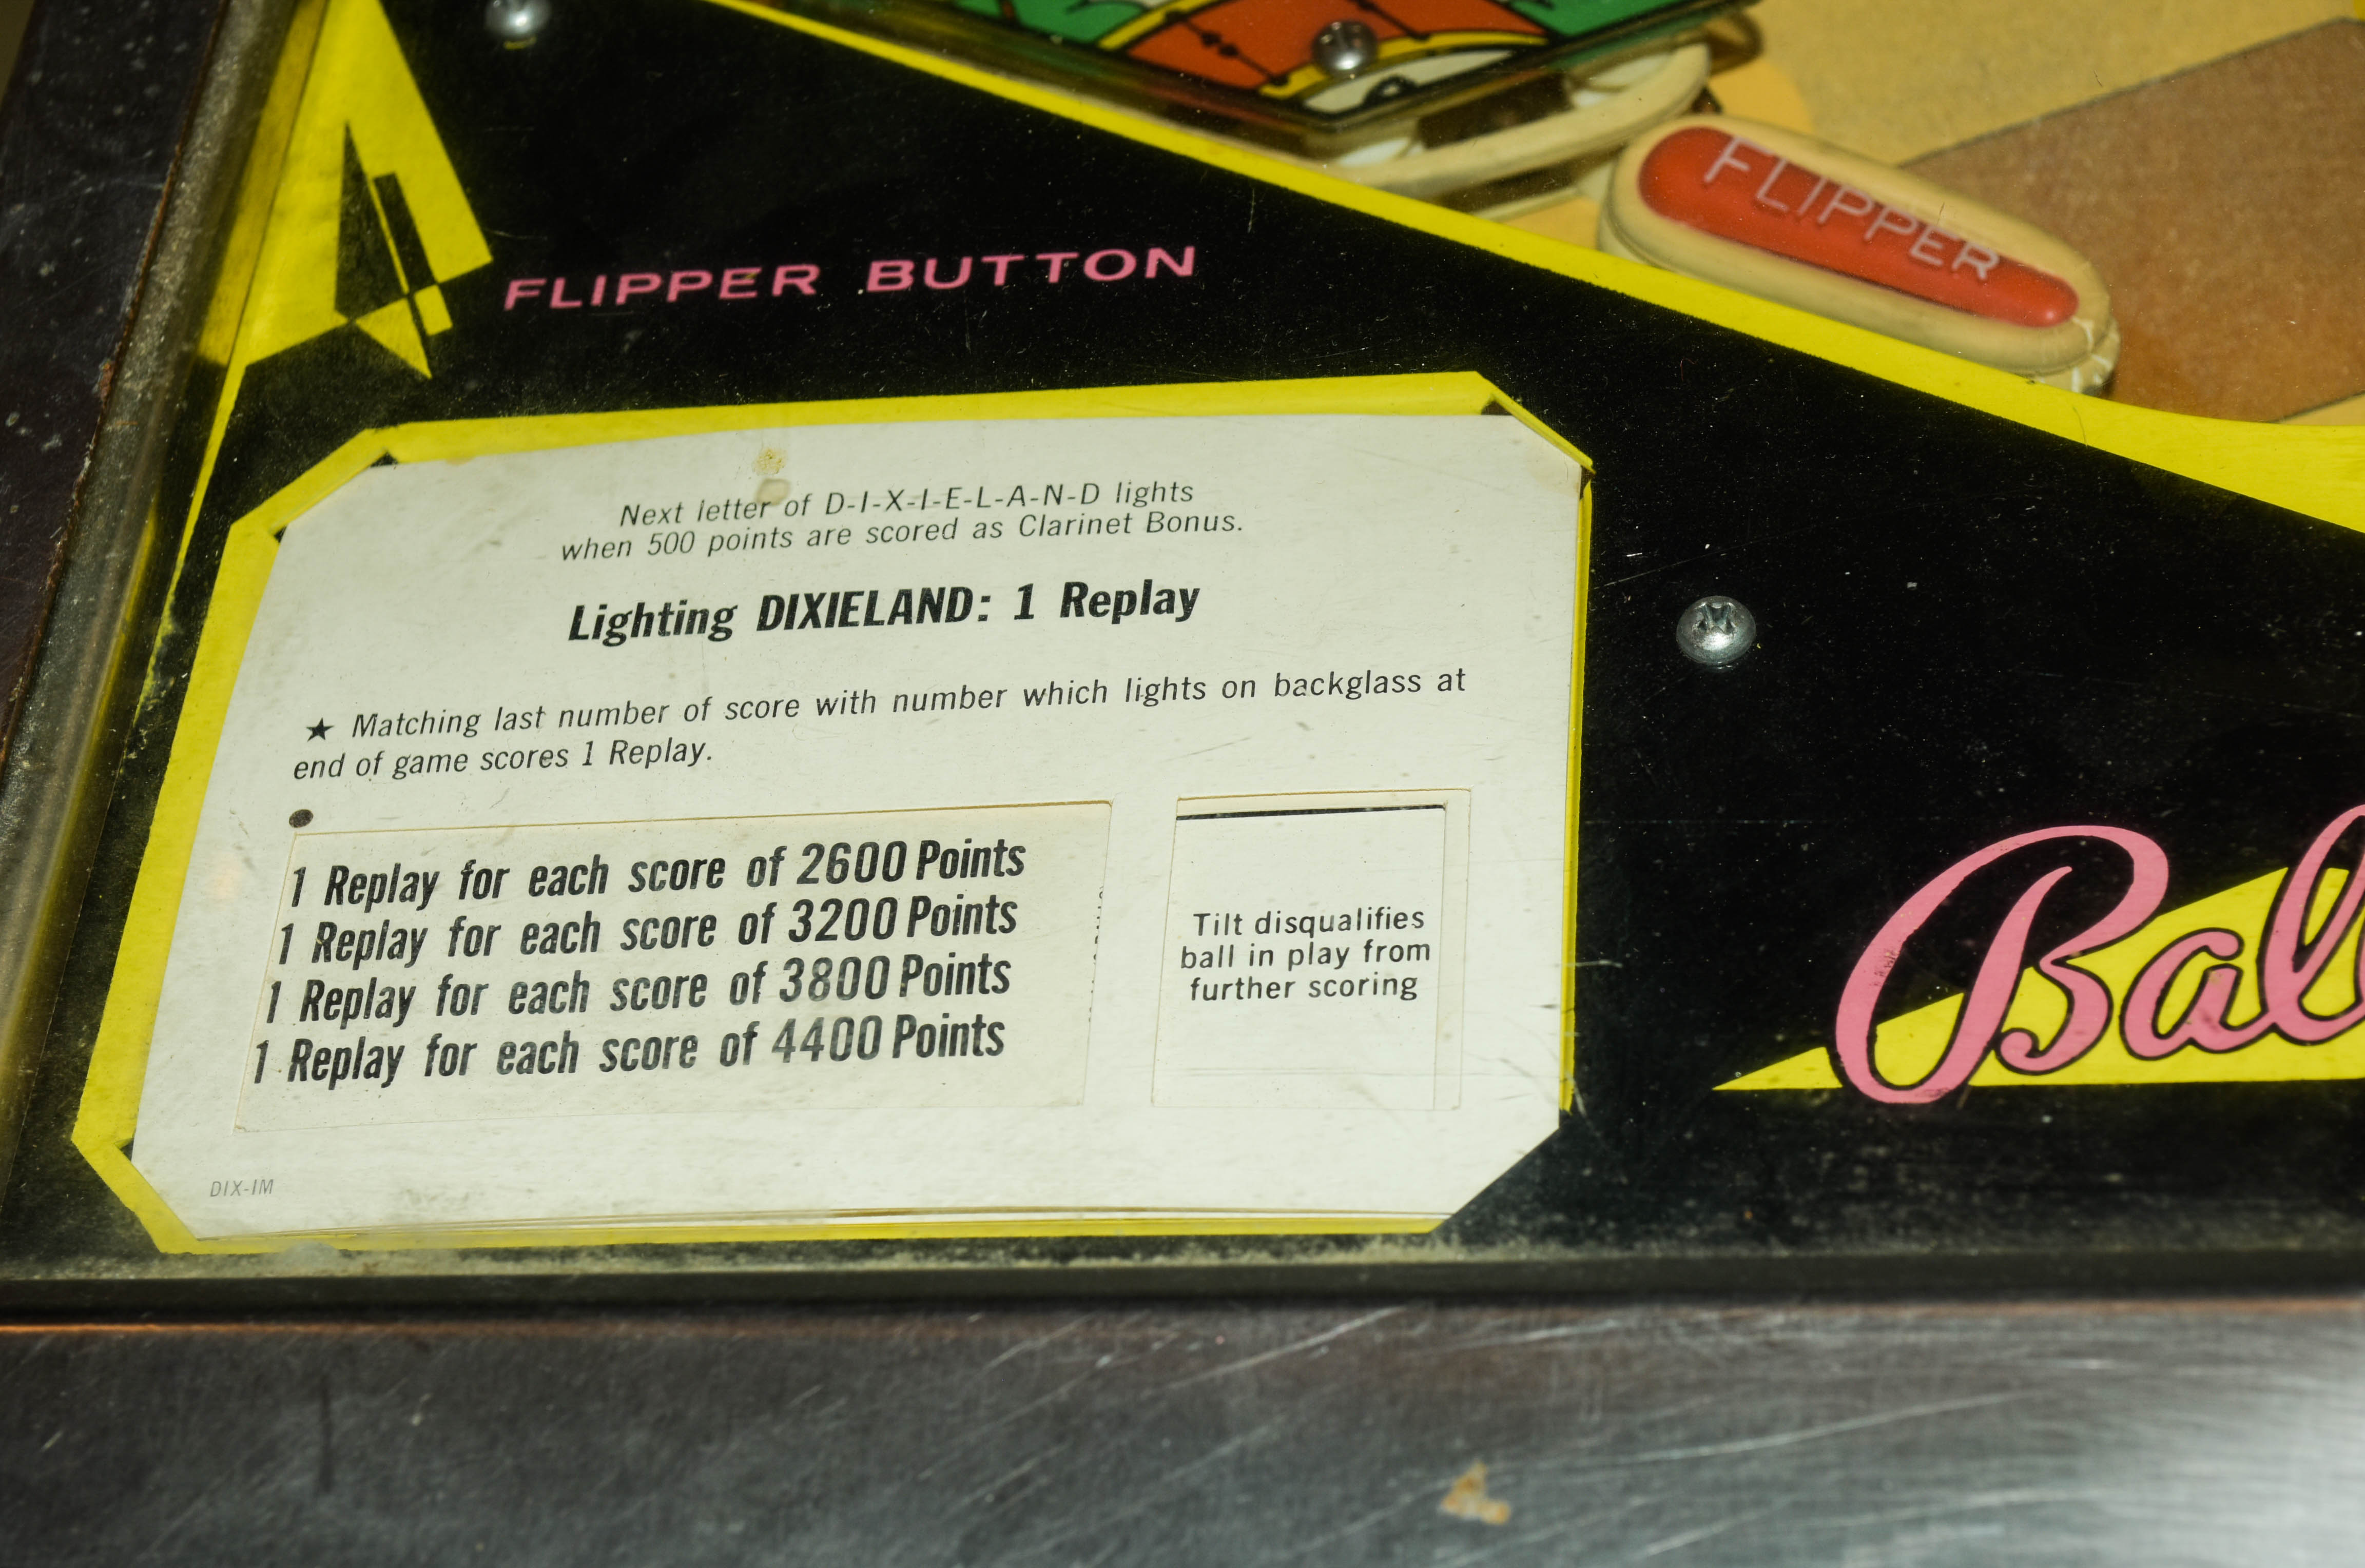 FLIPPER
FLIPPER BUTTON
Next letter of D-I-X-I-E-L-A-N-D lights
when 500 points are scored as Clarinet Bonus.
Lighting DIXIELAND: 1 Replay
★ Matching last number of score with number which lights on backglass at
end of game scores 1 Replay.
1 Replay for each score of 2600 Points
1 Replay for each score of 3200 Points
1 Replay for each score of 3800 Points
1 Replay for each score of 4400 Points
Tilt disqualifies
ball in play from
further scoring
Bal
DIX-1M